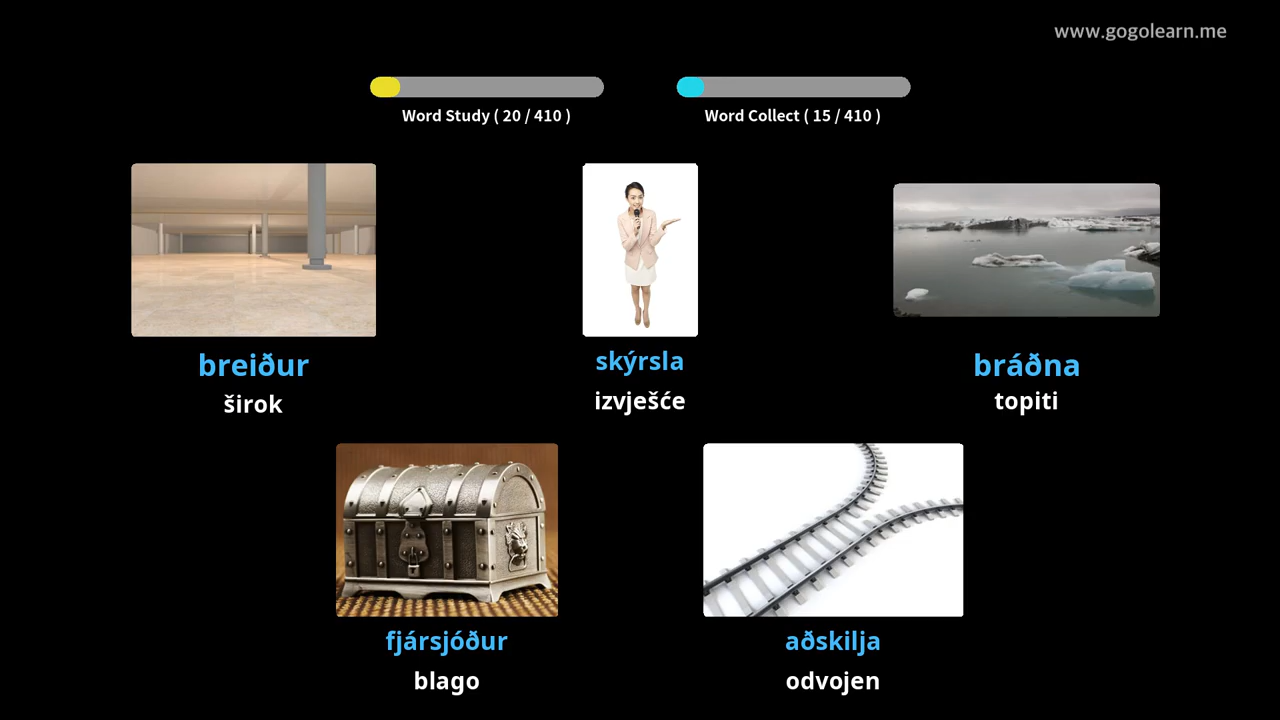 www.gogolearn.me
Word Study ( 20 / 410 )
Word Collect ( 15 / 410 )
breiður
širok
skýrsla
izvješće
bráðna
topiti
fjársjóður
blago
aðskilja
odvojen